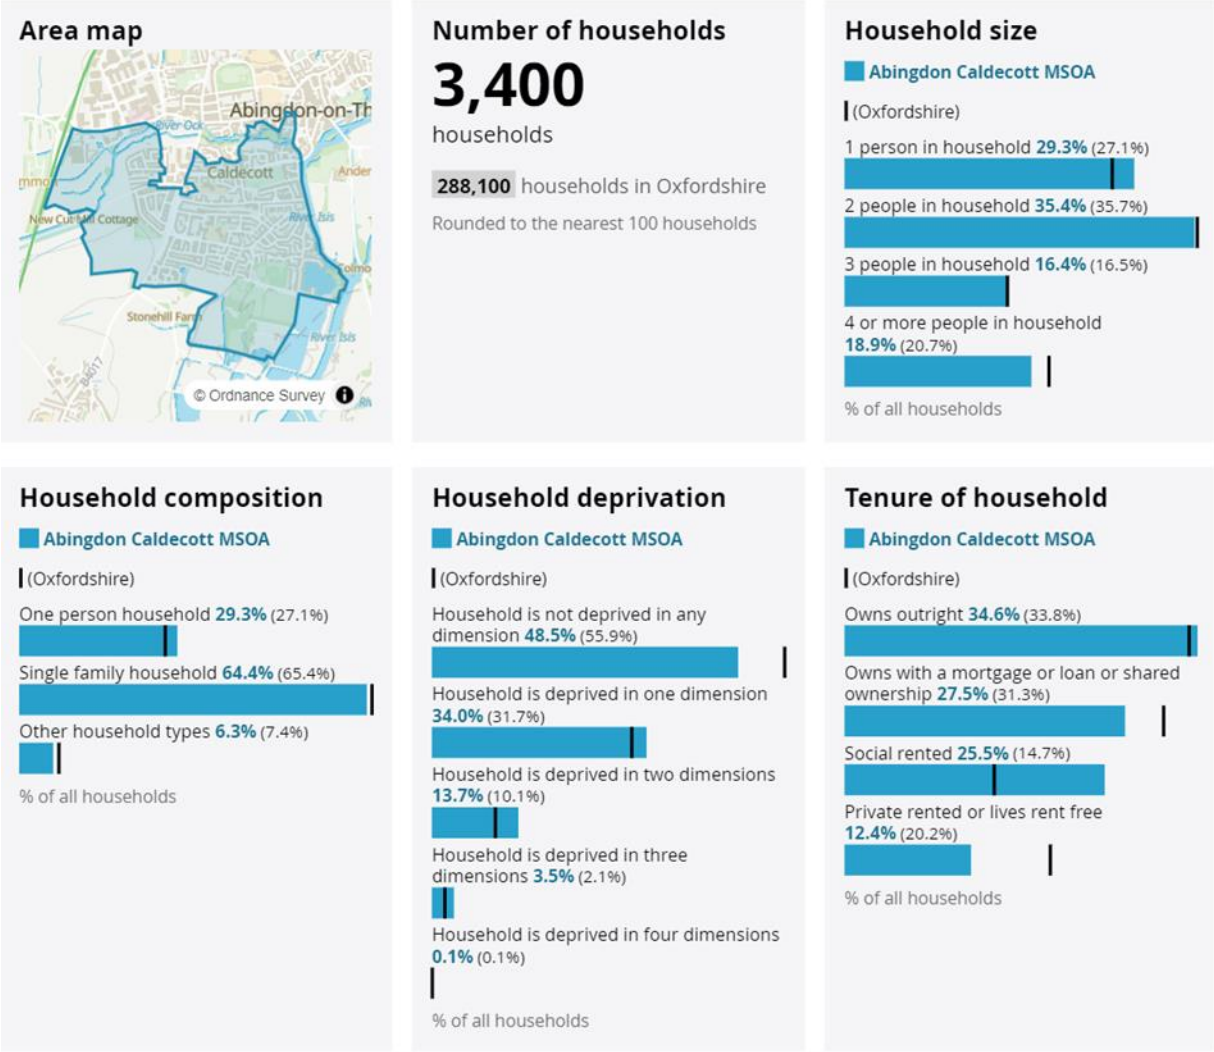 Area map
Abingdon-on-Th
River Ock
Caldecott
Ander
mmo
New Cut Mill Cottage
River Isis
Colmo
Stonehill Farm
River Isis
B4017
© Ordnance Survey
Number of households
3,400
households
288,100 households in Oxfordshire
Rounded to the nearest 100 households
Household size
Abingdon Caldecott MSOA
(Oxfordshire)
1 person in household 29.3% (27.1%)
2 people in household 35.4% (35.7%)
3 people in household 16.4% (16.5%)
4 or more people in household
18.9% (20.7%)
% of all households
Household composition
Abingdon Caldecott MSOA
(Oxfordshire)
One person household 29.3% (27.1%)
Single family household 64.4% (65.4%)
Other household types 6.3% (7.4%)
% of all households
Household deprivation
Abingdon Caldecott MSOA
(Oxfordshire)
Household is not deprived in any
dimension 48.5% (55.9%)
Household is deprived in one dimension
34.0% (31.7%)
Household is deprived in two dimensions
13.7% (10.1%)
Household is deprived in three
dimensions 3.5% (2.1%)
Household is deprived in four dimensions
0.1% (0.1%)
% of all households
Tenure of household
Abingdon Caldecott MSOA
(Oxfordshire)
Owns outright 34.6% (33.8%)
Owns with a mortgage or loan or shared
ownership 27.5% (31.3%)
Social rented 25.5% (14.7%)
Private rented or lives rent free
12.4% (20.2%)
% of all households